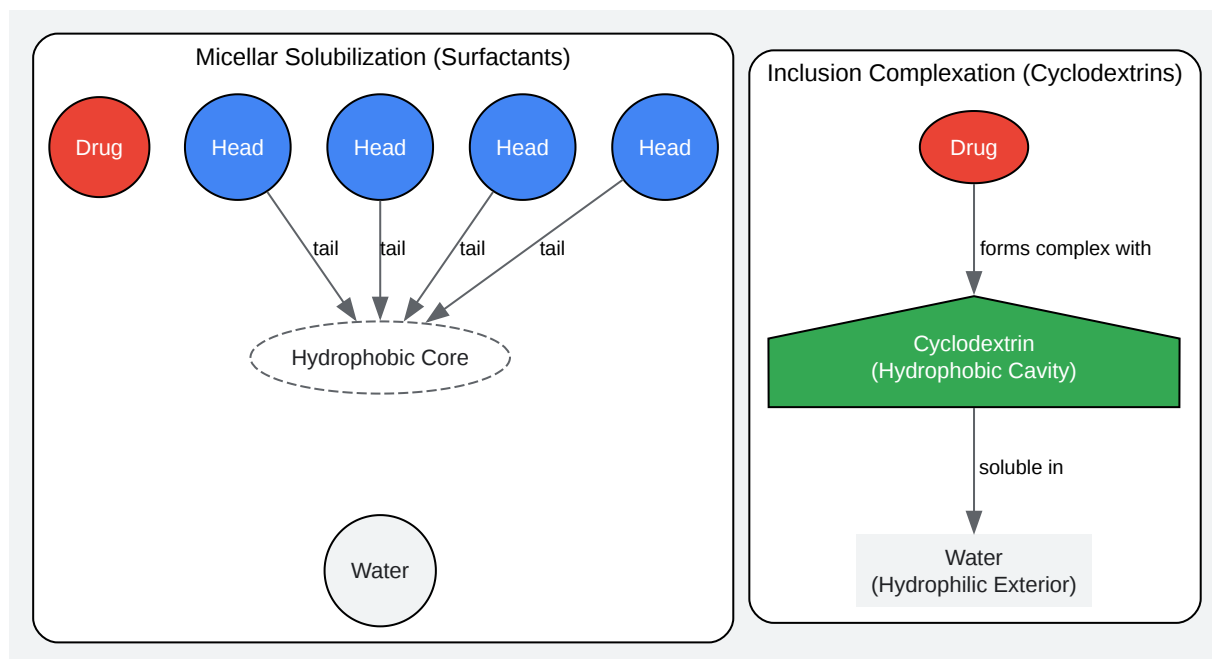 Micellar Solubilization (Surfactants)
Drug
Head
Head
Head
Head
tail
tail
tail
tail
Hydrophobic Core
Water
Inclusion Complexation (Cyclodextrins)
Drug
forms complex with
Cyclodextrin
(Hydrophobic Cavity)
soluble in
Water
(Hydrophilic Exterior)